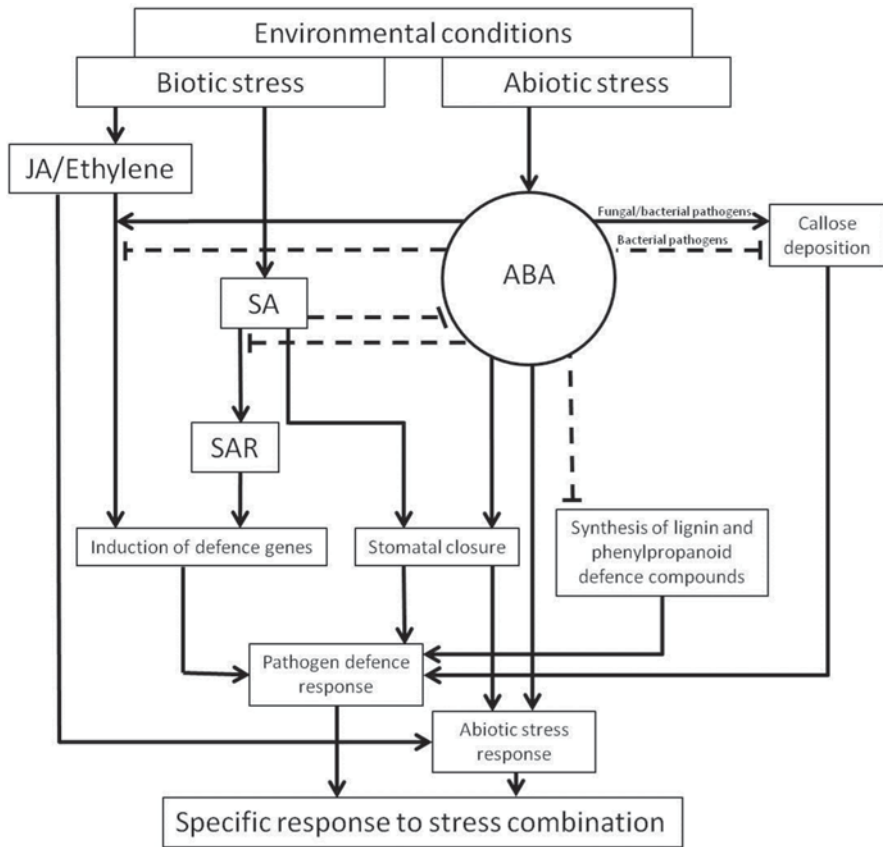 Environmental conditions
Biotic stress
Abiotic stress
JA/Ethylene
Fungal/bacterial pathogens
Callose
deposition
Bacterial pathogens
ABA
SA
SAR
Induction of defence genes
Stomatal closure
Synthesis of lignin and
phenylpropanoid
defence compounds
Pathogen defence
response
Abiotic stress
response
Specific response to stress combination